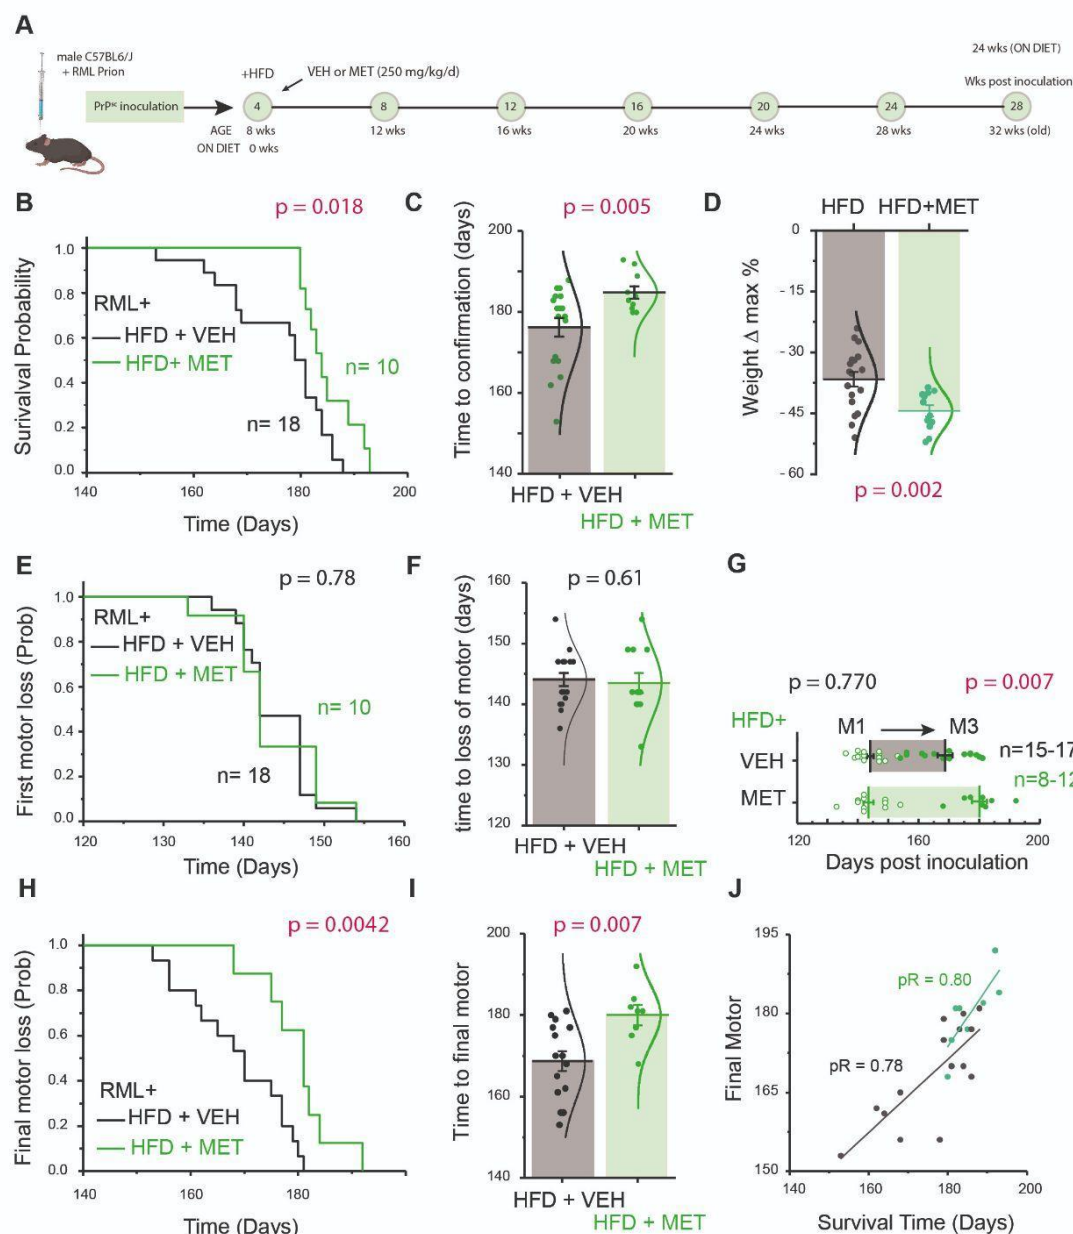 A
male C57BL6/J
+ RML Prion
PrPˢᶜ inoculation
+HFD
VEH or MET (250 mg/kg/d)
24 wks (ON DIET)
Wks post inoculation
4 8 12 16 20 24 28
AGE 8 wks 12 wks 16 wks 20 wks 24 wks 28 wks 32 wks (old)
ON DIET 0 wks
B
p = 0.018
Surivalval Probability
1.0
0.8
0.6
0.4
0.2
0.0
RML+
HFD + VEH
HFD+ MET
n= 10
n= 18
140 160 180 200
Time (Days)
C
p = 0.005
Time to confirmation (days)
200
180
160
140
HFD + VEH
HFD + MET
D
HFD HFD+MET
Weight Δ max %
0
- 15
-30
-45
- 60
p = 0.002
E
p = 0.78
First motor loss (Prob)
1.0
0.8
0.6
0.4
0.2
0.0
RML+
HFD + VEH
HFD + MET
n= 10
n= 18
120 130 140 150 160
Time (Days)
F
p = 0.61
time to loss of motor (days)
160
150
140
130
120
HFD + VEH
HFD + MET
G
p = 0.770 p = 0.007
HFD+ M1 M3
VEH n=15-17
MET n=8-12
120 140 160 180 200
Days post inoculation
H
p = 0.0042
Final motor loss (Prob)
1.0
0.8
0.6
0.4
0.2
0.0
RML+
HFD + VEH
HFD + MET
140 160 180
Time (Days)
I
p = 0.007
Time to final motor
200
180
160
140
HFD + VEH
HFD + MET
J
Final Motor
195
180
165
150
pR = 0.80
pR = 0.78
140 160 180 200
Survival Time (Days)